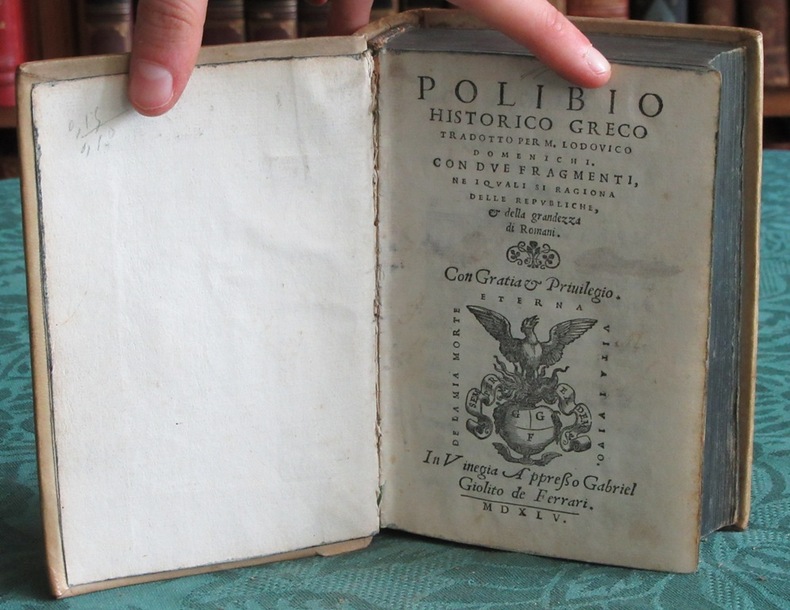 POLIBIO
HISTORICO GRECO
TRADOTTO PER M. LODOVICO
DOMENICHI.
CON DVE FRAGMENTI,
NE I QVALI SI RAGIONA
DELLE REPVBLICHE,
& della grandezza
di Romani.
Con Gratia & Priuilegio.
ETERNA
DE LA MIA MORTE
VITA I VIVO.
SEMPER
EADEM
G G
F
In Vinegia Appreßo Gabriel
Giolito de Ferrari.
MDXLV.